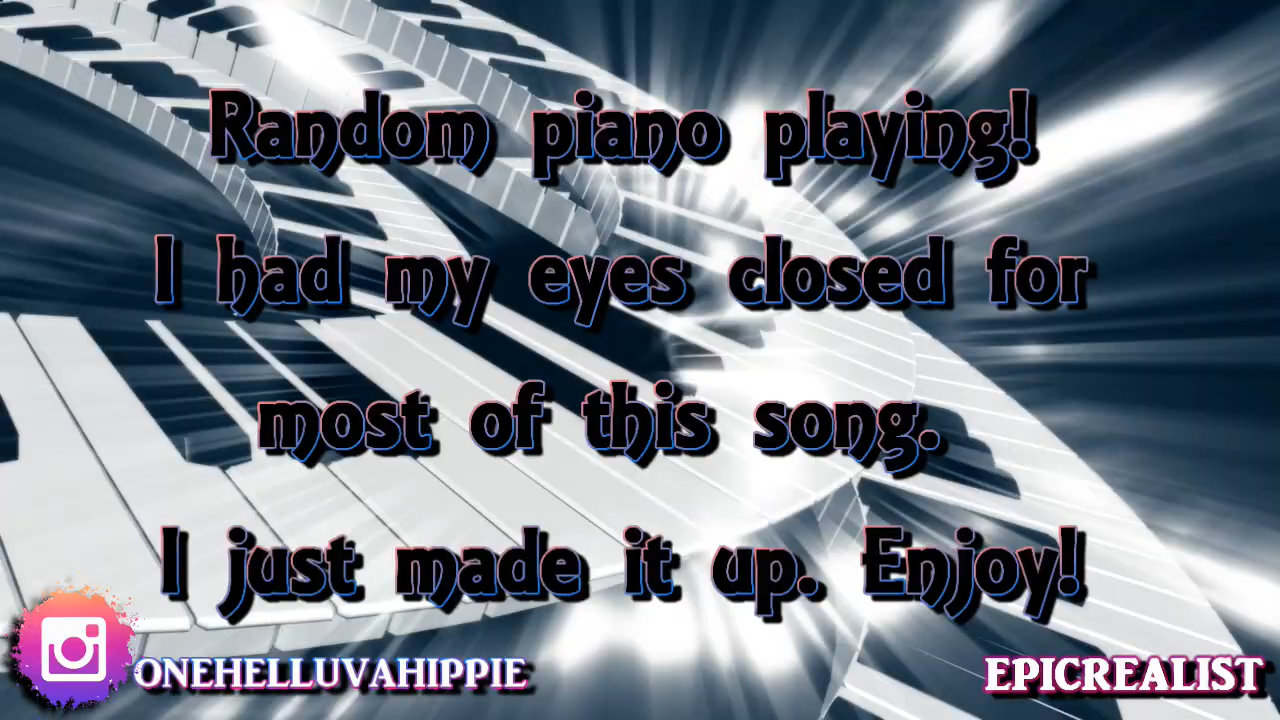 Random piano playing!
I had my eyes closed for
most of this song.
I just made it up. Enjoy!
ONEHELLUVAHIPPIE
EPICREALIST